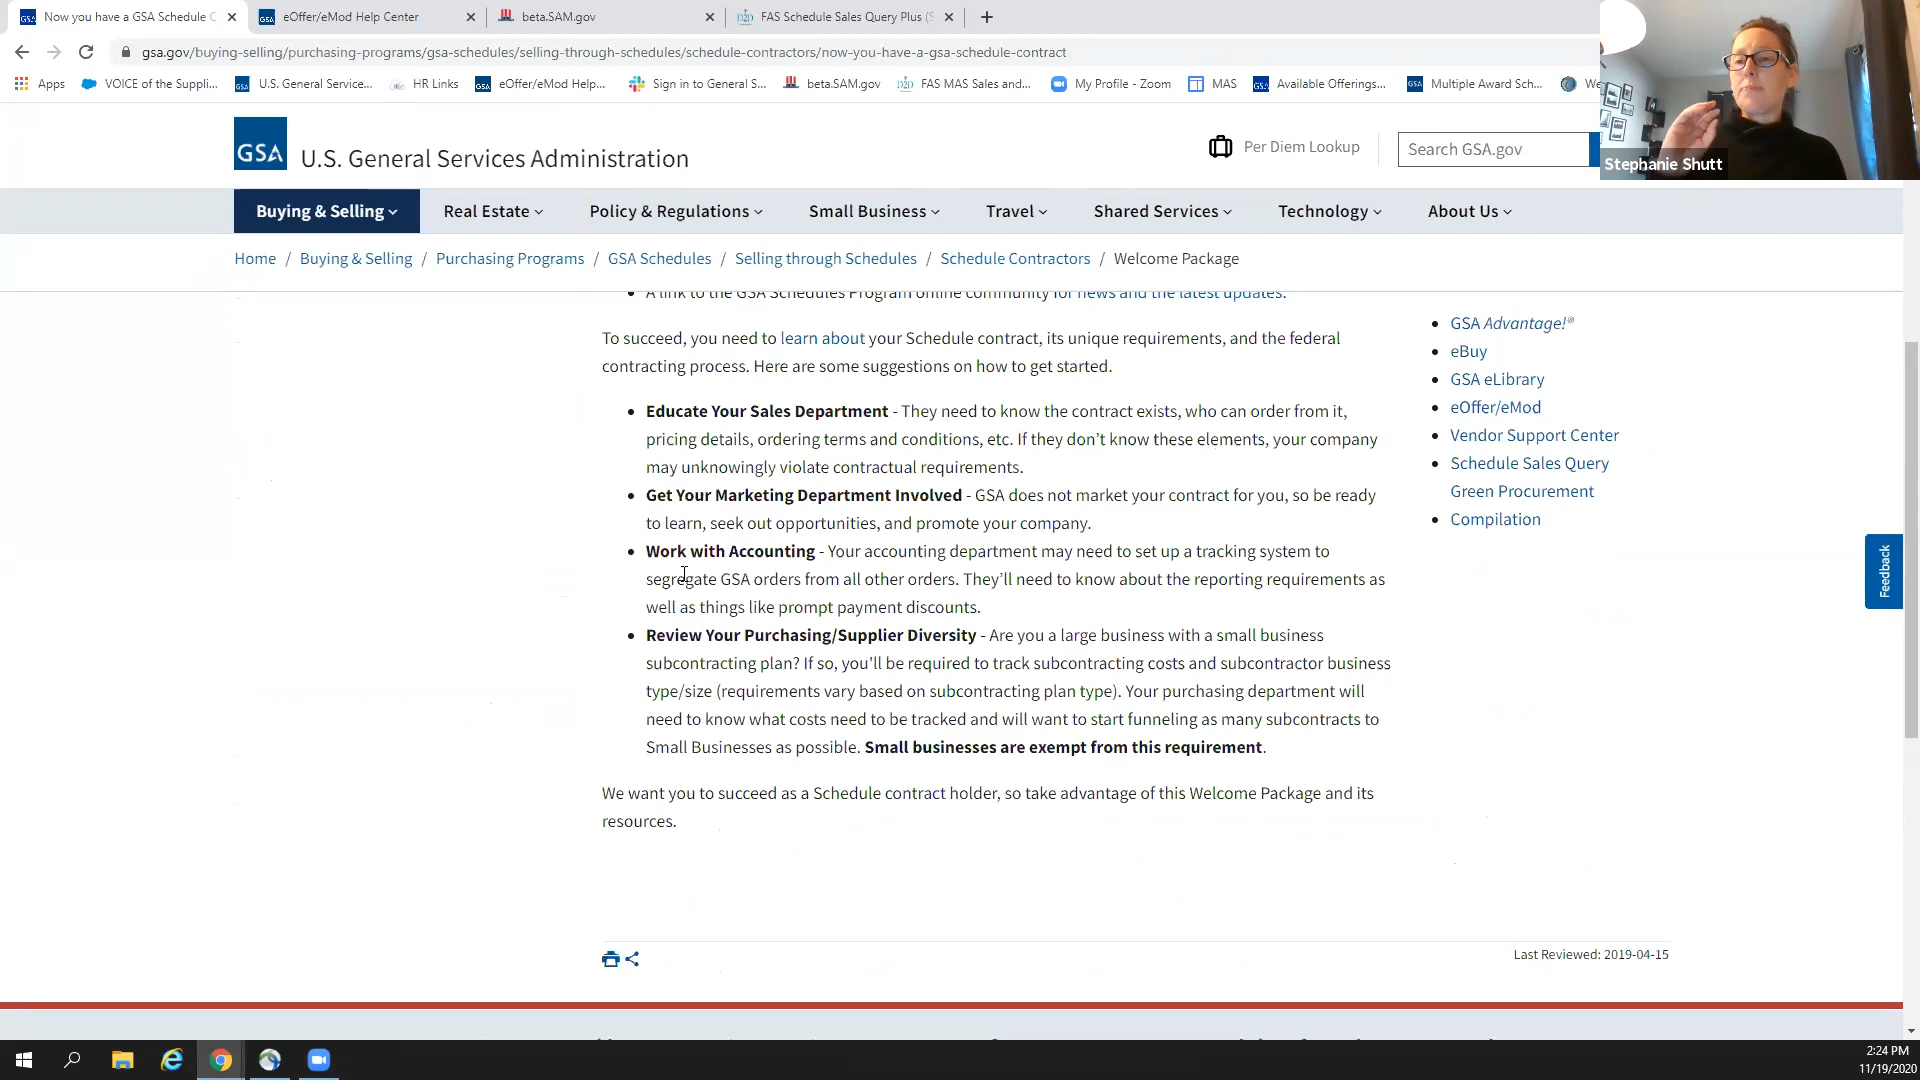 Now you have a GSA Schedule C
eOffer/eMod Help Center
beta.SAM.gov
FAS Schedule Sales Query Plus (S
gsa.gov/buying-selling/purchasing-programs/gsa-schedules/selling-through-schedules/schedule-contractors/now-you-have-a-gsa-schedule-contract
Apps
VOICE of the Suppli...
U.S. General Service...
HR Links
eOffer/eMod Help...
Sign in to General S...
beta.SAM.gov
FAS MAS Sales and...
My Profile - Zoom
MAS
Available Offerings...
Multiple Award Sch...
Stephanie Shutt
GSA
U.S. General Services Administration
Per Diem Lookup
Search GSA.gov
Buying & Selling
Real Estate
Policy & Regulations
Small Business
Travel
Shared Services
Technology
About Us
Home / Buying & Selling / Purchasing Programs / GSA Schedules / Selling through Schedules / Schedule Contractors / Welcome Package
A link to the GSA Schedules Program online community for news and the latest updates.
To succeed, you need to learn about your Schedule contract, its unique requirements, and the federal
contracting process. Here are some suggestions on how to get started.
Educate Your Sales Department - They need to know the contract exists, who can order from it,
pricing details, ordering terms and conditions, etc. If they don't know these elements, your company
may unknowingly violate contractual requirements.
Get Your Marketing Department Involved - GSA does not market your contract for you, so be ready
to learn, seek out opportunities, and promote your company.
Work with Accounting - Your accounting department may need to set up a tracking system to
segregate GSA orders from all other orders. They'll need to know about the reporting requirements as
well as things like prompt payment discounts.
Review Your Purchasing/Supplier Diversity - Are you a large business with a small business
subcontracting plan? If so, you'll be required to track subcontracting costs and subcontractor business
type/size (requirements vary based on subcontracting plan type). Your purchasing department will
need to know what costs need to be tracked and will want to start funneling as many subcontracts to
Small Businesses as possible. Small businesses are exempt from this requirement.
We want you to succeed as a Schedule contract holder, so take advantage of this Welcome Package and its
resources.
GSA Advantage!®
eBuy
GSA eLibrary
eOffer/eMod
Vendor Support Center
Schedule Sales Query
Green Procurement
Compilation
Feedback
Last Reviewed: 2019-04-15
2:24 PM
11/19/2020